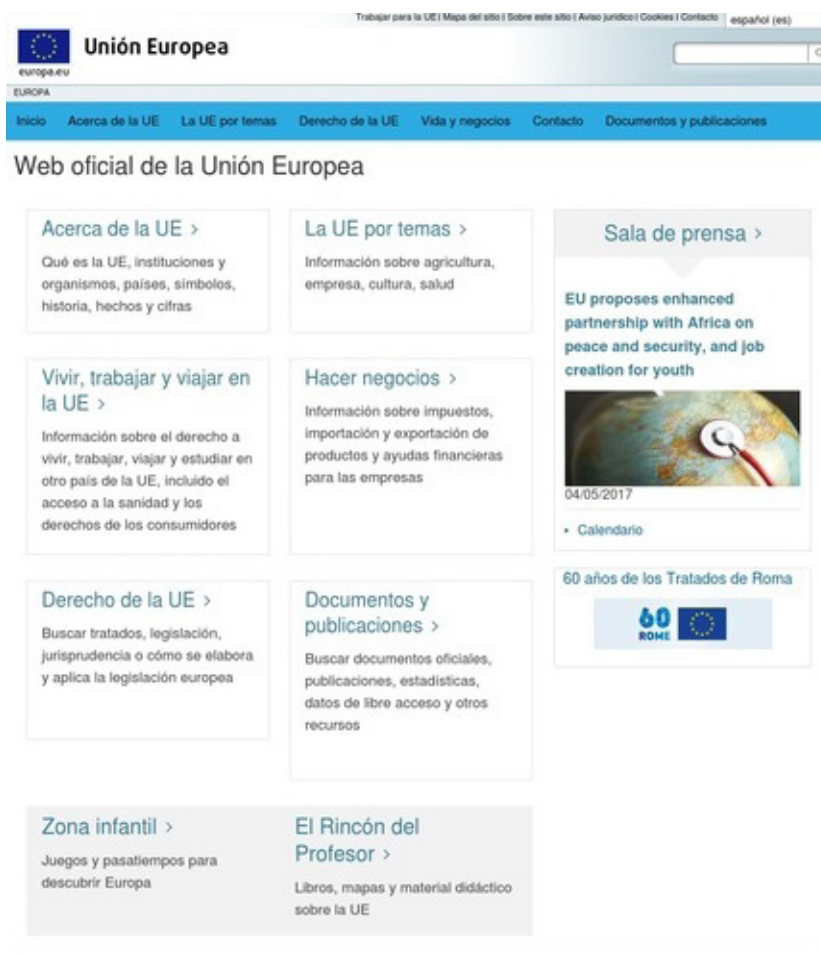 Trabajar para la UE | Mapa del sitio | Sobre este sitio | Aviso jurídico | Cookies | Contacto español (es)
Unión Europea
europa.eu
EUROPA
Inicio Acerca de la UE La UE por temas Derecho de la UE Vida y negocios Contacto Documentos y publicaciones
Web oficial de la Unión Europea
Acerca de la UE >
Qué es la UE, instituciones y
organismos, países, símbolos,
historia, hechos y cifras
La UE por temas >
Información sobre agricultura,
empresa, cultura, salud
Vivir, trabajar y viajar en
la UE >
Información sobre el derecho a
vivir, trabajar, viajar y estudiar en
otro país de la UE, incluido el
acceso a la sanidad y los
derechos de los consumidores
Hacer negocios >
Información sobre impuestos,
importación y exportación de
productos y ayudas financieras
para las empresas
Derecho de la UE >
Buscar tratados, legislación,
jurisprudencia o cómo se elabora
y aplica la legislación europea
Documentos y
publicaciones >
Buscar documentos oficiales,
publicaciones, estadísticas,
datos de libre acceso y otros
recursos
Zona infantil >
Juegos y pasatiempos para
descubrir Europa
El Rincón del
Profesor >
Libros, mapas y material didáctico
sobre la UE
Sala de prensa >
EU proposes enhanced
partnership with Africa on
peace and security, and job
creation for youth
04/05/2017
Calendario
60 años de los Tratados de Roma
60
ROME